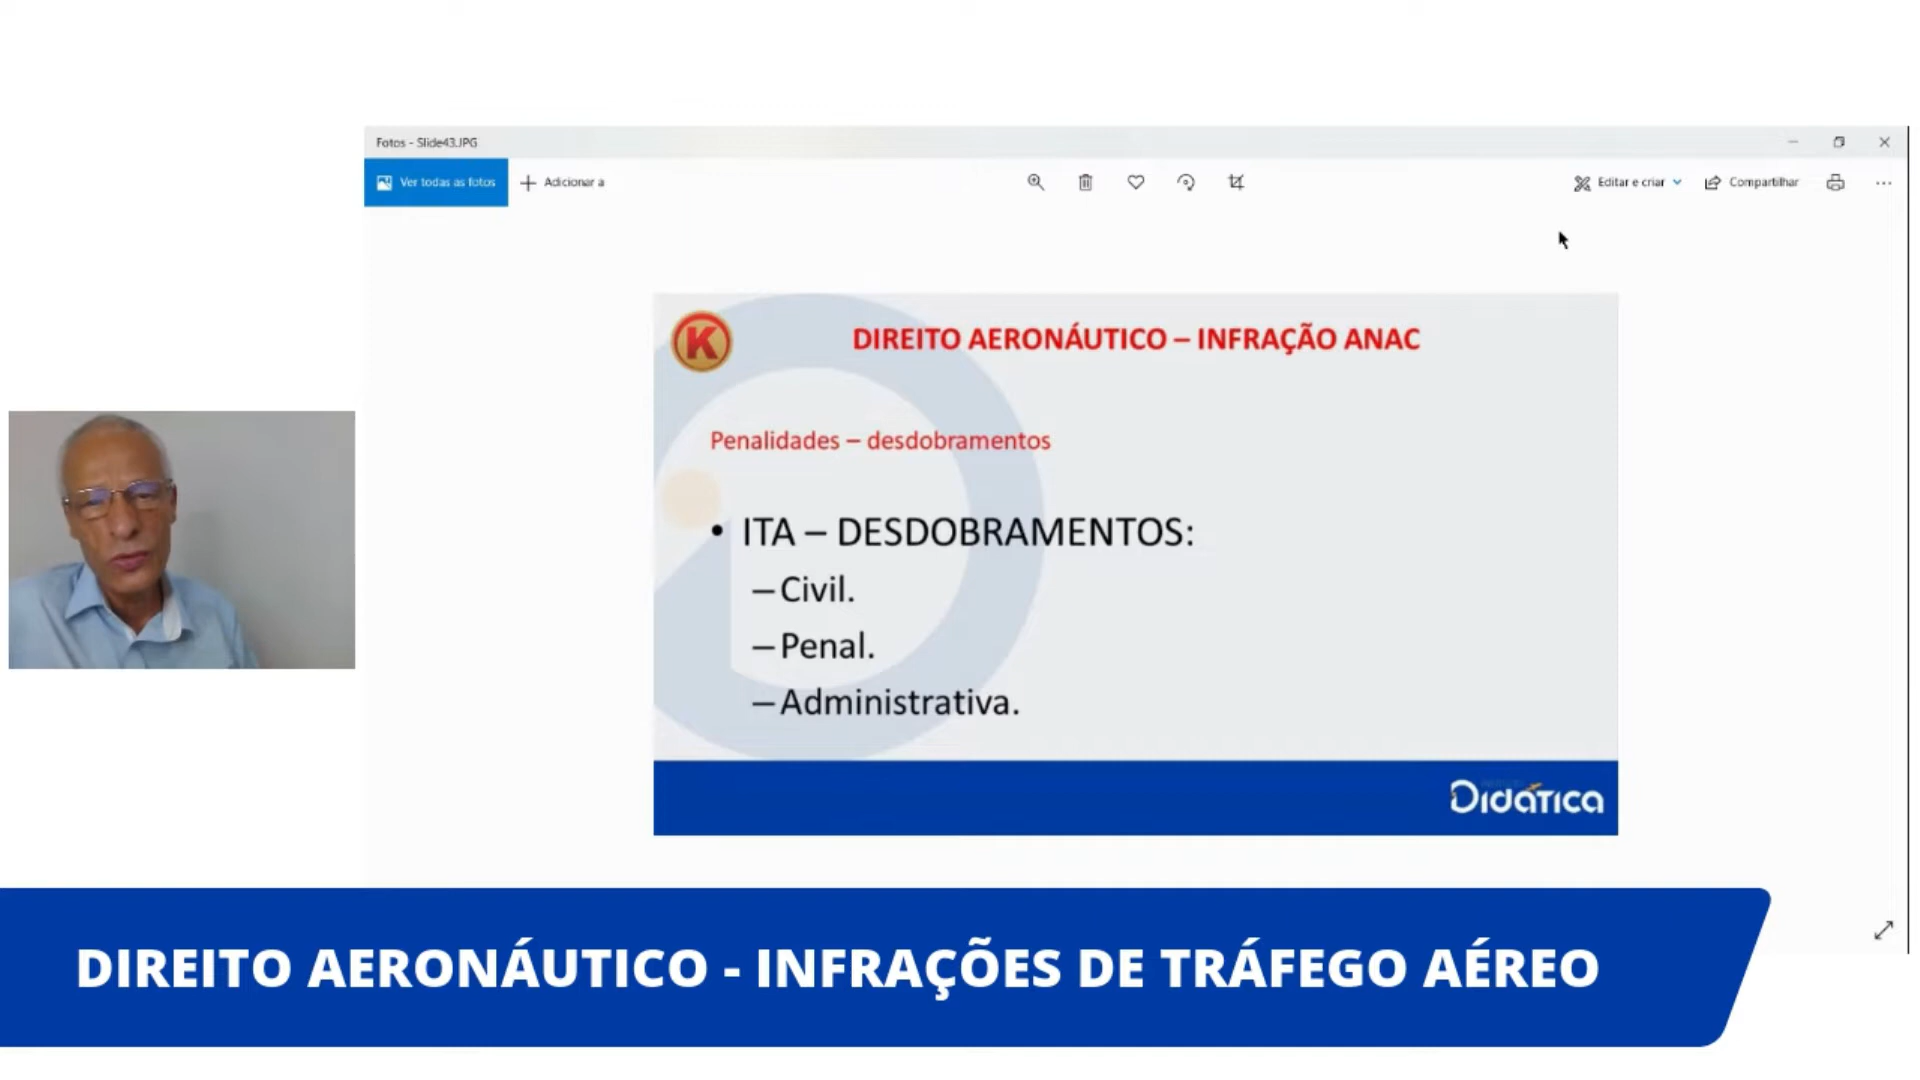 Fotos - Slide43.JPG
Ver todas as fotos
Adicionar a
Editar e criar
Compartilhar
K
DIREITO AERONÁUTICO – INFRAÇÃO ANAC
Penalidades – desdobramentos
• ITA – DESDOBRAMENTOS:
– Civil.
– Penal.
– Administrativa.
Didática
DIREITO AERONÁUTICO - INFRAÇÕES DE TRÁFEGO AÉREO